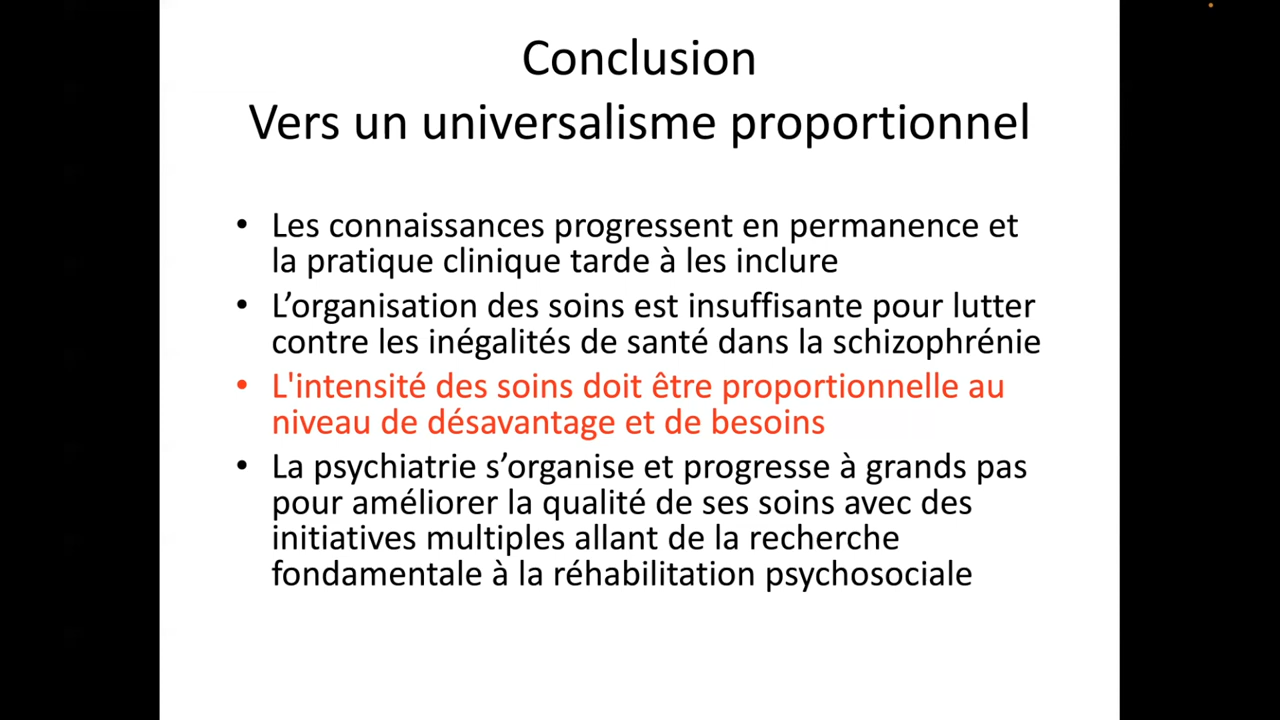 Conclusion
Vers un universalisme proportionnel
• Les connaissances progressent en permanence et
la pratique clinique tarde à les inclure
• L’organisation des soins est insuffisante pour lutter
contre les inégalités de santé dans la schizophrénie
• L'intensité des soins doit être proportionnelle au
niveau de désavantage et de besoins
• La psychiatrie s’organise et progresse à grands pas
pour améliorer la qualité de ses soins avec des
initiatives multiples allant de la recherche
fondamentale à la réhabilitation psychosociale